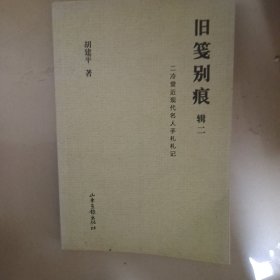 旧笺别痕 辑二
二冷堂近现代名人手札札记
胡建平 著
山东画报出版社